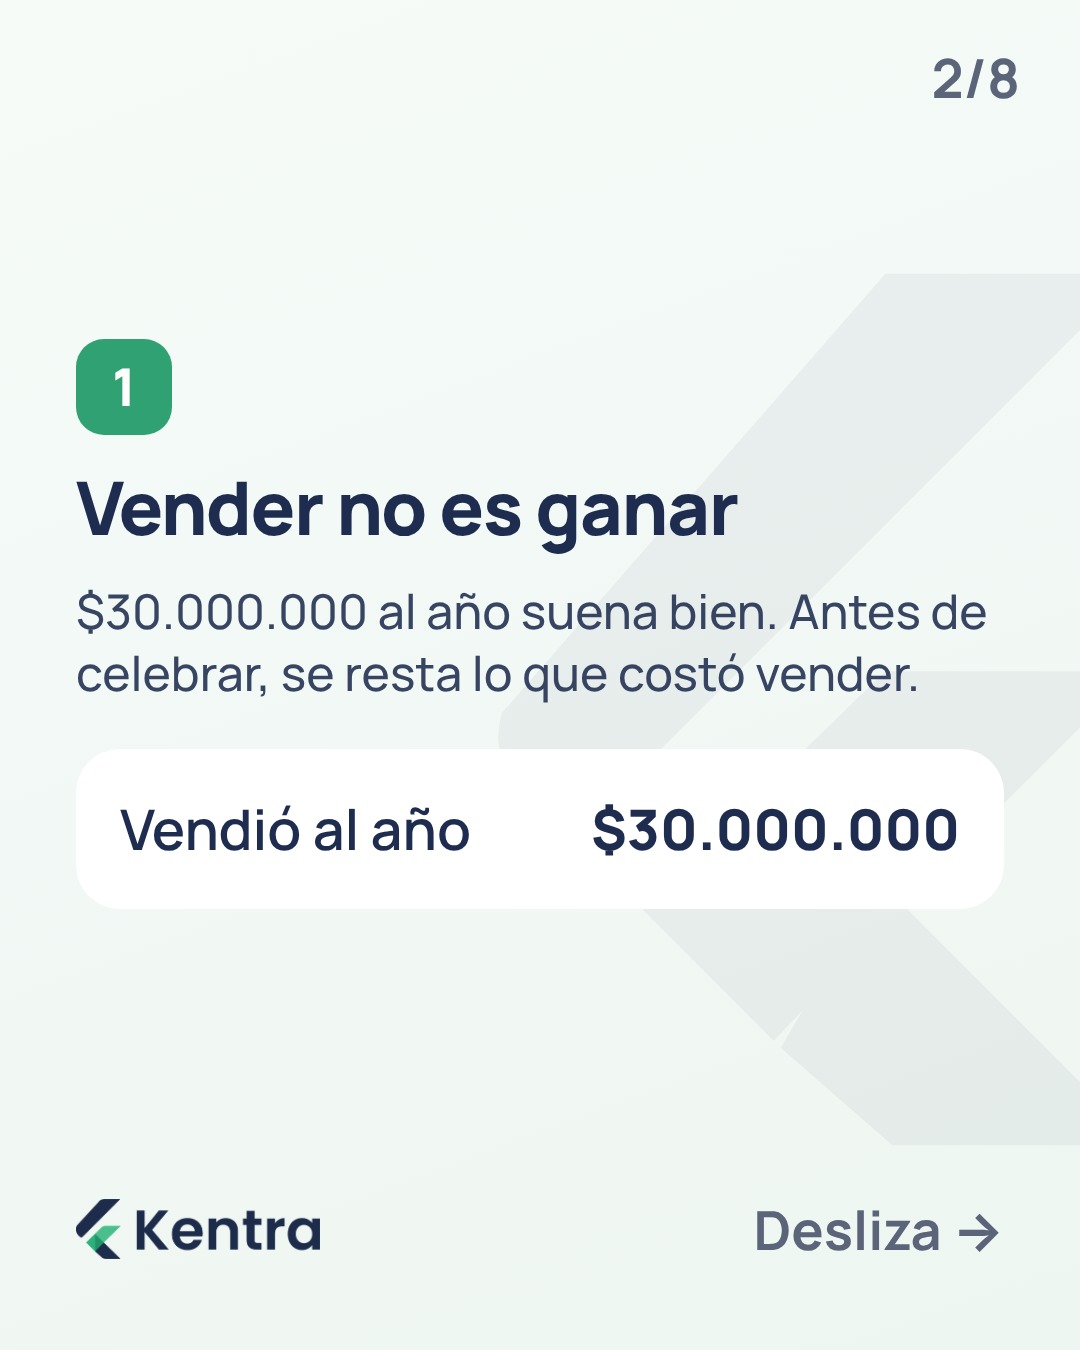 2/8
1
Vender no es ganar
$30.000.000 al año suena bien. Antes de
celebrar, se resta lo que costó vender.
Vendió al año $30.000.000
Kentra
Desliza →